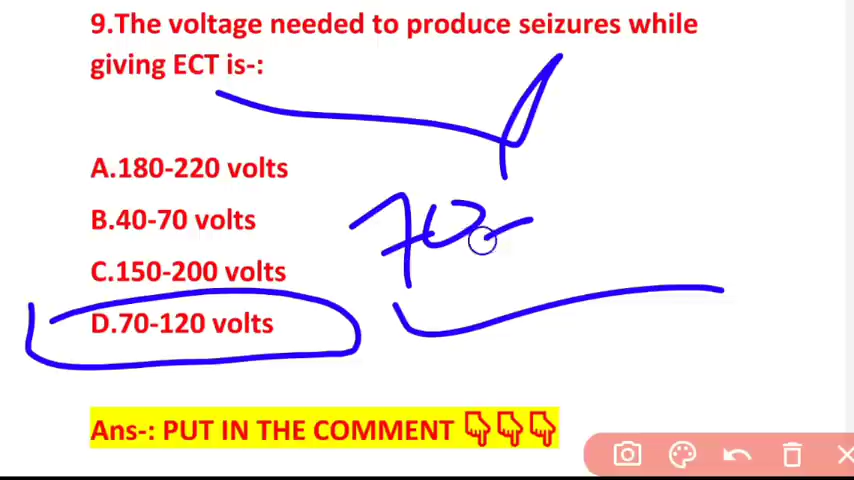 9.The voltage needed to produce seizures while
giving ECT is-:
A.180-220 volts
B.40-70 volts
70-
C.150-200 volts
D.70-120 volts
Ans-: PUT IN THE COMMENT 👇👇👇